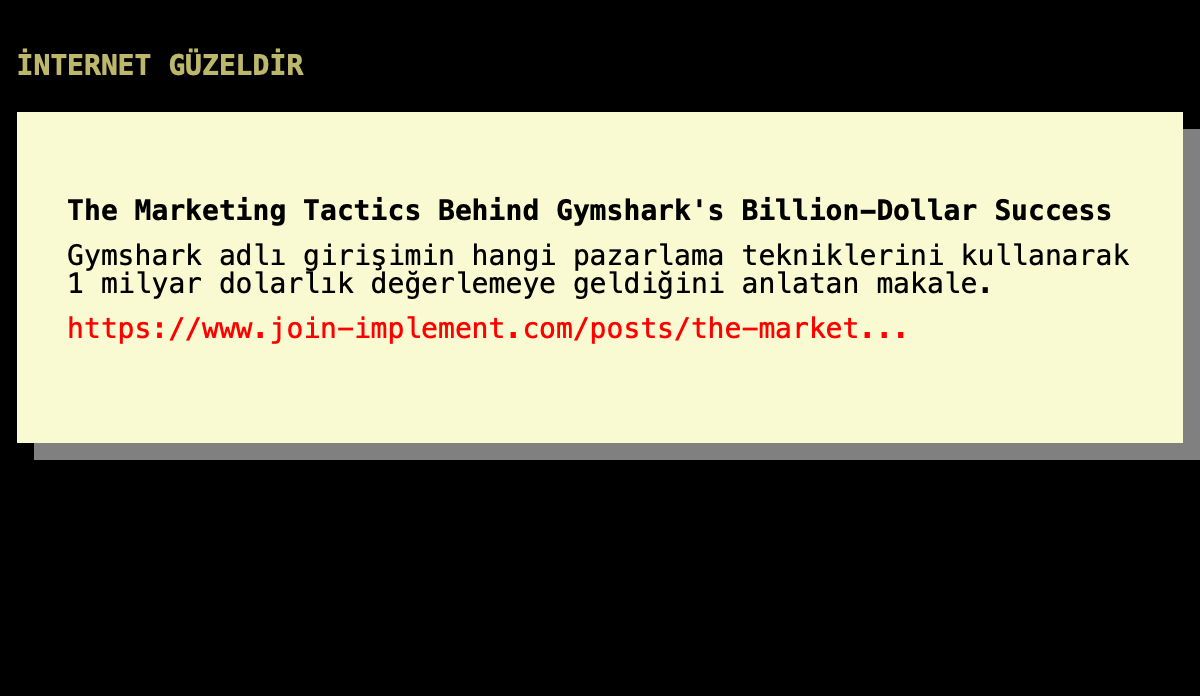 İNTERNET GÜZELDİR
The Marketing Tactics Behind Gymshark's Billion-Dollar Success
Gymshark adlı girişimin hangi pazarlama tekniklerini kullanarak
1 milyar dolarlık değerlemeye geldiğini anlatan makale.
https://www.join-implement.com/posts/the-market...